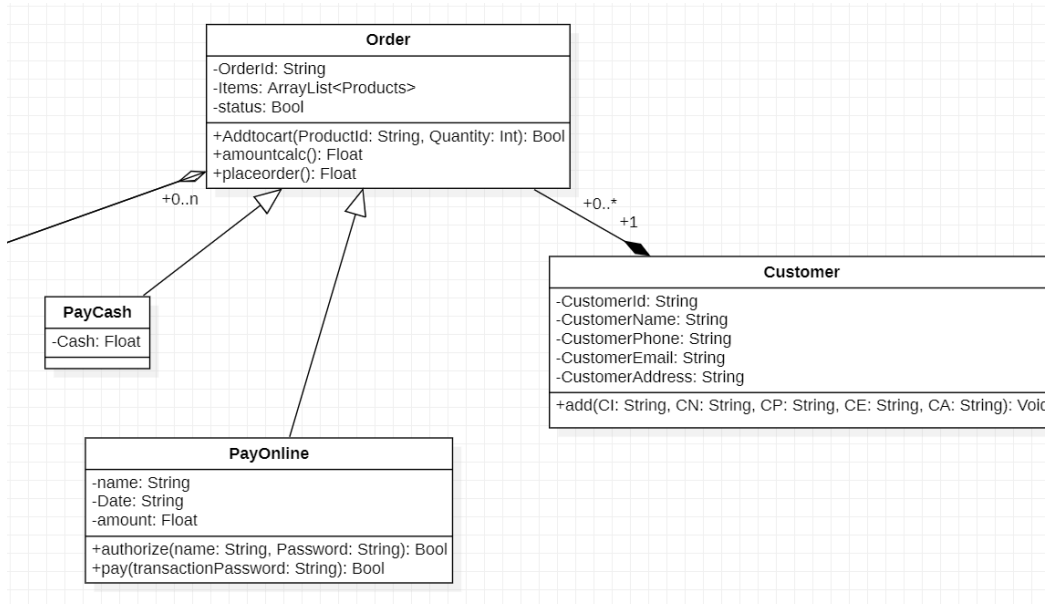 Order
-OrderId: String
-Items: ArrayList<Products>
-status: Bool
+Addtocart(ProductId: String, Quantity: Int): Bool
+amountcalc(): Float
+placeorder(): Float
+0..n
+0..*
+1
PayCash
-Cash: Float
Customer
-CustomerId: String
-CustomerName: String
-CustomerPhone: String
-CustomerEmail: String
-CustomerAddress: String
+add(CI: String, CN: String, CP: String, CE: String, CA: String): Void
PayOnline
-name: String
-Date: String
-amount: Float
+authorize(name: String, Password: String): Bool
+pay(transactionPassword: String): Bool